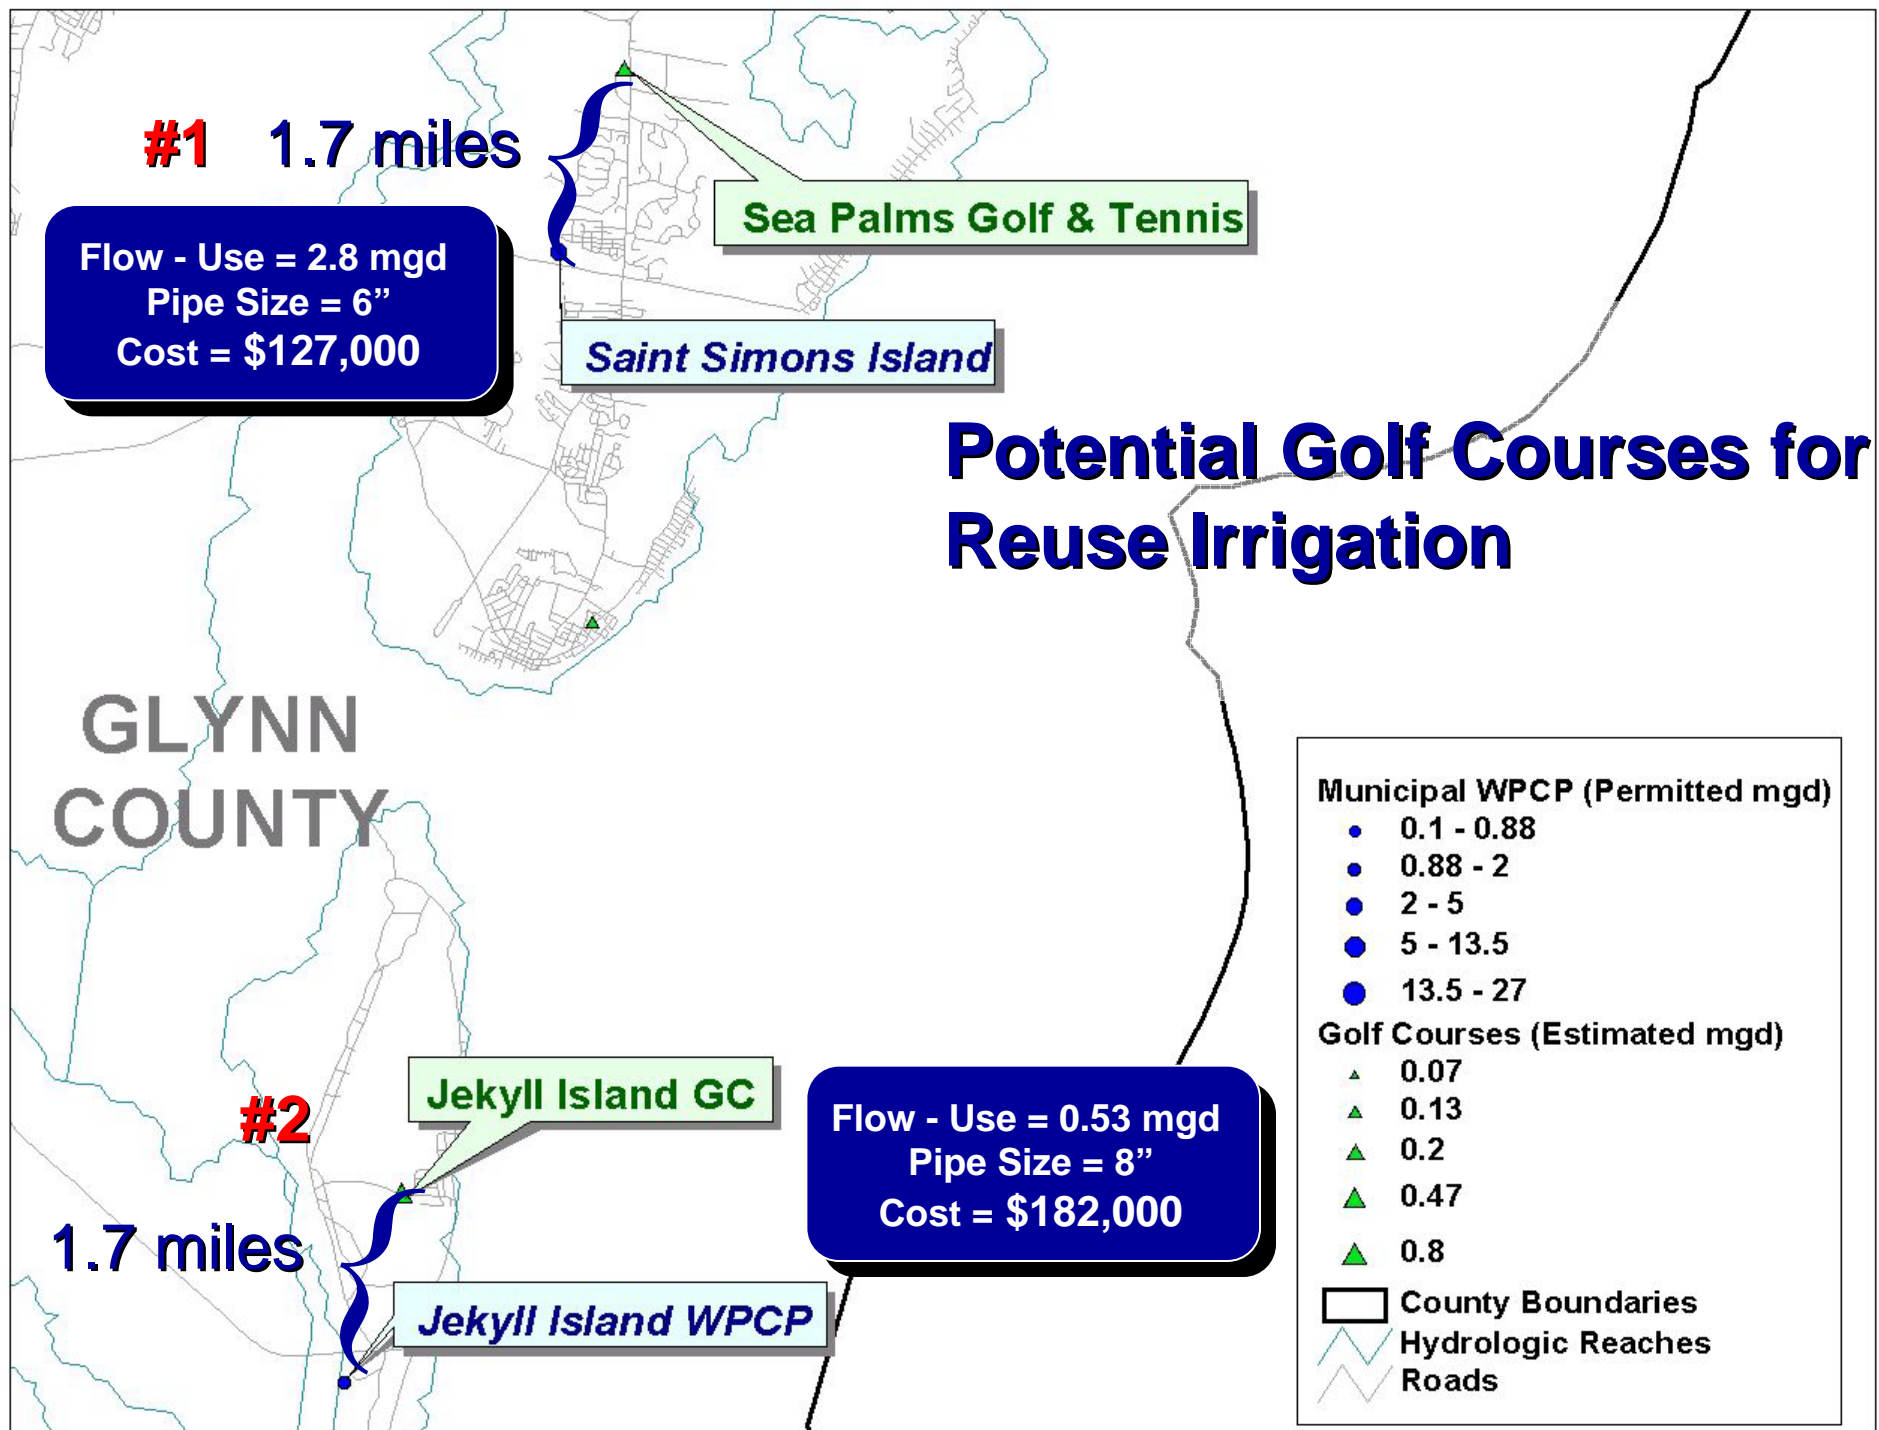 #1 1.7 miles
Sea Palms Golf & Tennis
Flow - Use = 2.8 mgd
Pipe Size = 6”
Cost = $127,000
Saint Simons Island
Potential Golf Courses for
Reuse Irrigation
GLYNN
COUNTY
Municipal WPCP (Permitted mgd)
0.1 - 0.88
0.88 - 2
2 - 5
5 - 13.5
13.5 - 27
Golf Courses (Estimated mgd)
0.07
0.13
0.2
0.47
0.8
County Boundaries
Hydrologic Reaches
Roads
Jekyll Island GC
#2
Flow - Use = 0.53 mgd
Pipe Size = 8”
Cost = $182,000
1.7 miles
Jekyll Island WPCP